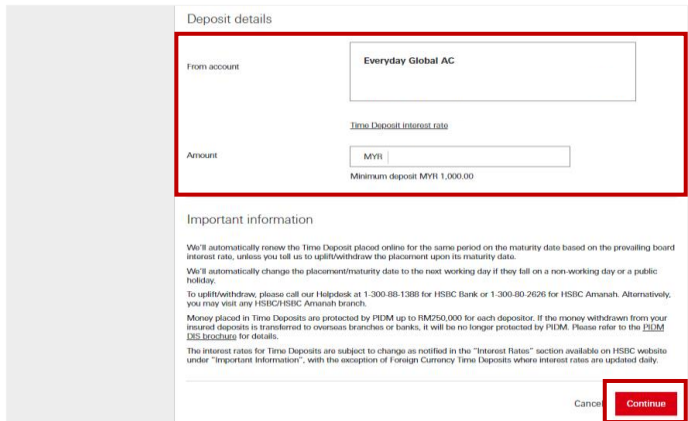 Deposit details
From account
Everyday Global AC
Time Deposit interest rate
Amount
MYR
Minimum deposit MYR 1,000.00
Important information
We'll automatically renew the Time Deposit placed online for the same period on the maturity date based on the prevailing board
interest rate, unless you tell us to uplift/withdraw the placement upon its maturity date.
We'll automatically change the placement/maturity date to the next working day if they fall on a non-working day or a public
holiday.
To uplift/withdraw, please call our Helpdesk at 1-300-88-1388 for HSBC Bank or 1-300-80-2626 for HSBC Amanah. Alternatively,
you may visit any HSBC/HSBC Amanah branch.
Money placed in Time Deposits are protected by PIDM up to RM250,000 for each depositor. If the money withdrawn from your
insured deposits is transferred to overseas branches or banks, it will be no longer protected by PIDM. Please refer to the PIDM
DIS brochure for details.
The interest rates for Time Deposits are subject to change as notified in the "Interest Rates" section available on HSBC website
under "Important Information", with the exception of Foreign Currency Time Deposits where interest rates are updated daily.
Cancel
Continue